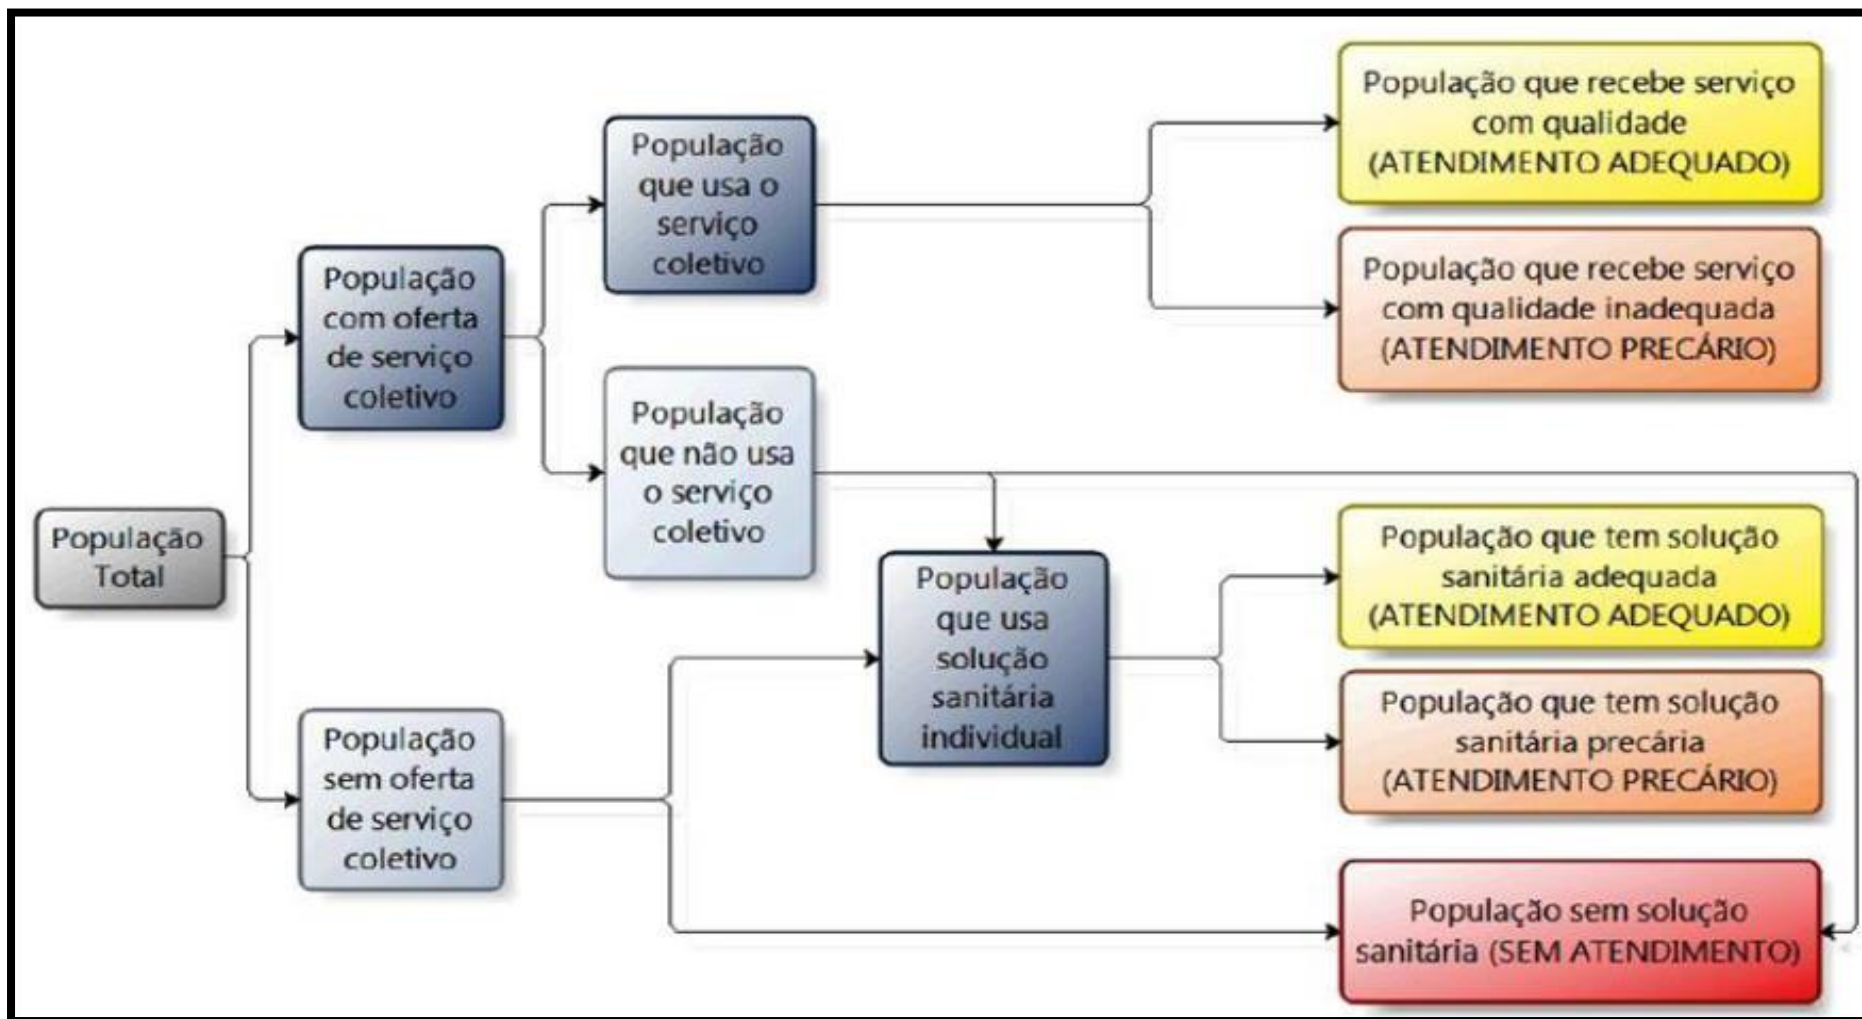 População que recebe serviço
com qualidade
(ATENDIMENTO ADEQUADO)
População
que usa o
serviço
coletivo
População que recebe serviço
com qualidade inadequada
(ATENDIMENTO PRECÁRIO)
População
com oferta
de serviço
coletivo
População
que não usa
o serviço
coletivo
População
Total
População que tem solução
sanitária adequada
(ATENDIMENTO ADEQUADO)
População
que usa
solução
sanitária
individual
População que tem solução
sanitária precária
(ATENDIMENTO PRECÁRIO)
População
sem oferta
de serviço
coletivo
População sem solução
sanitária (SEM ATENDIMENTO)